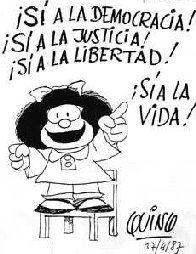 ¡SÍ A LA DEMOCRACIA!
¡SÍ A LA JUSTICIA!
¡SÍ A LA LIBERTAD!
¡SÍ A LA
VIDA!
QUINO
17/4/87